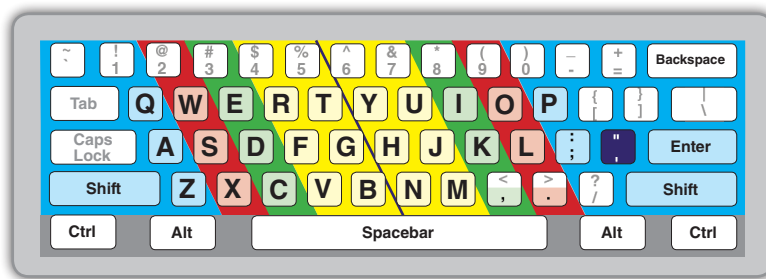 ~ ` ! 1 @ 2 # 3 $ 4 % 5 ^ 6 & 7 * 8 ( 9 ) 0 _ - + = Backspace
Tab Q W E R T Y U I O P { [ } ] | \
Caps Lock A S D F G H J K L : ; " ' Enter
Shift Z X C V B N M < , > . ? / Shift
Ctrl Alt Spacebar Alt Ctrl